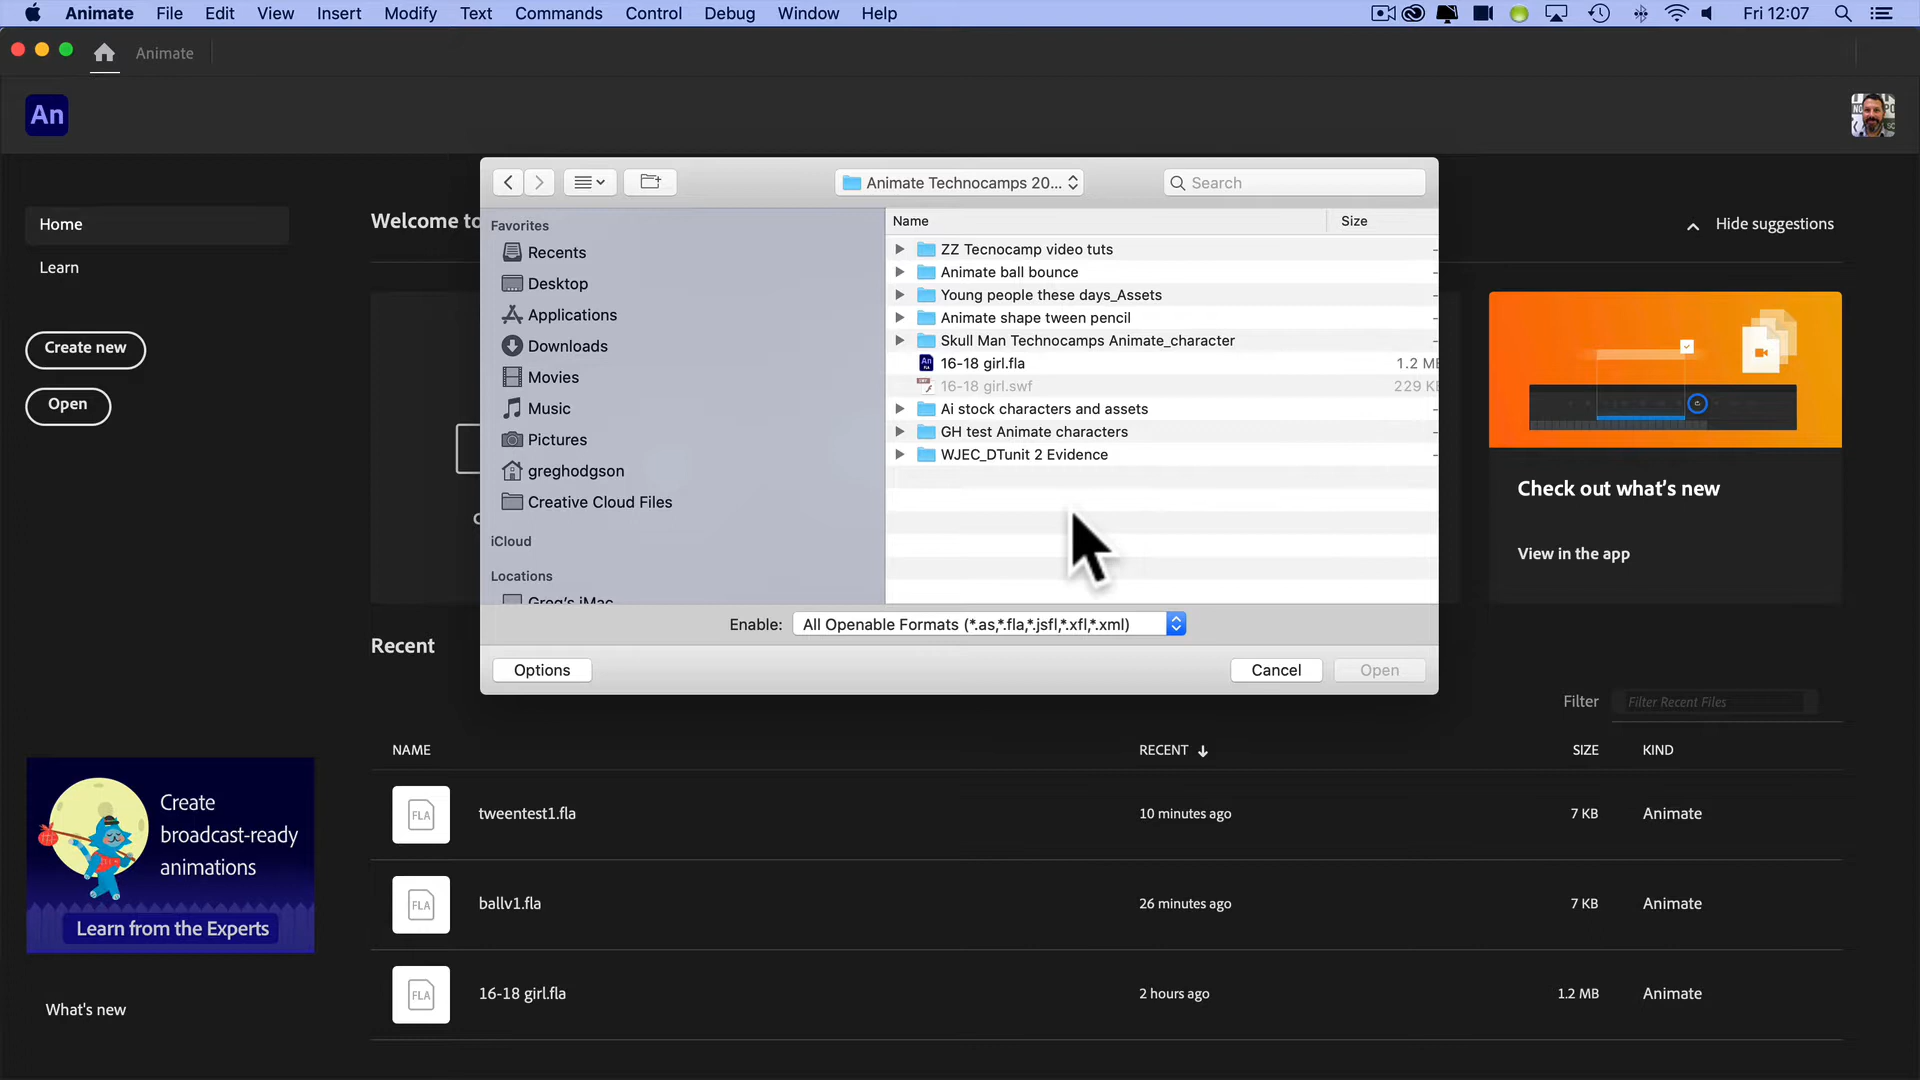 Animate File Edit View Insert Modify Text Commands Control Debug Window Help Fri 12:07
Animate
An
Animate Technocamps 20... Search
Home
Learn
Create new
Open
Welcome to
Hide suggestions
Favorites
Recents
Desktop
Applications
Downloads
Movies
Music
Pictures
greghodgson
Creative Cloud Files
iCloud
Locations
Greg's iMac
Name Size
ZZ Tecnocamp video tuts
Animate ball bounce
Young people these days_Assets
Animate shape tween pencil
Skull Man Technocamps Animate_character
16-18 girl.fla 1.2 MB
16-18 girl.swf 229 KB
Ai stock characters and assets
GH test Animate characters
WJEC_DTunit 2 Evidence
Enable: All Openable Formats (*.as,*.fla,*.jsfl,*.xfl,*.xml)
Options Cancel Open
Check out what's new
View in the app
Recent
Filter Filter Recent Files
NAME RECENT SIZE KIND
FLA tweentest1.fla 10 minutes ago 7 KB Animate
FLA ballv1.fla 26 minutes ago 7 KB Animate
FLA 16-18 girl.fla 2 hours ago 1.2 MB Animate
Create
broadcast-ready
animations
Learn from the Experts
What's new